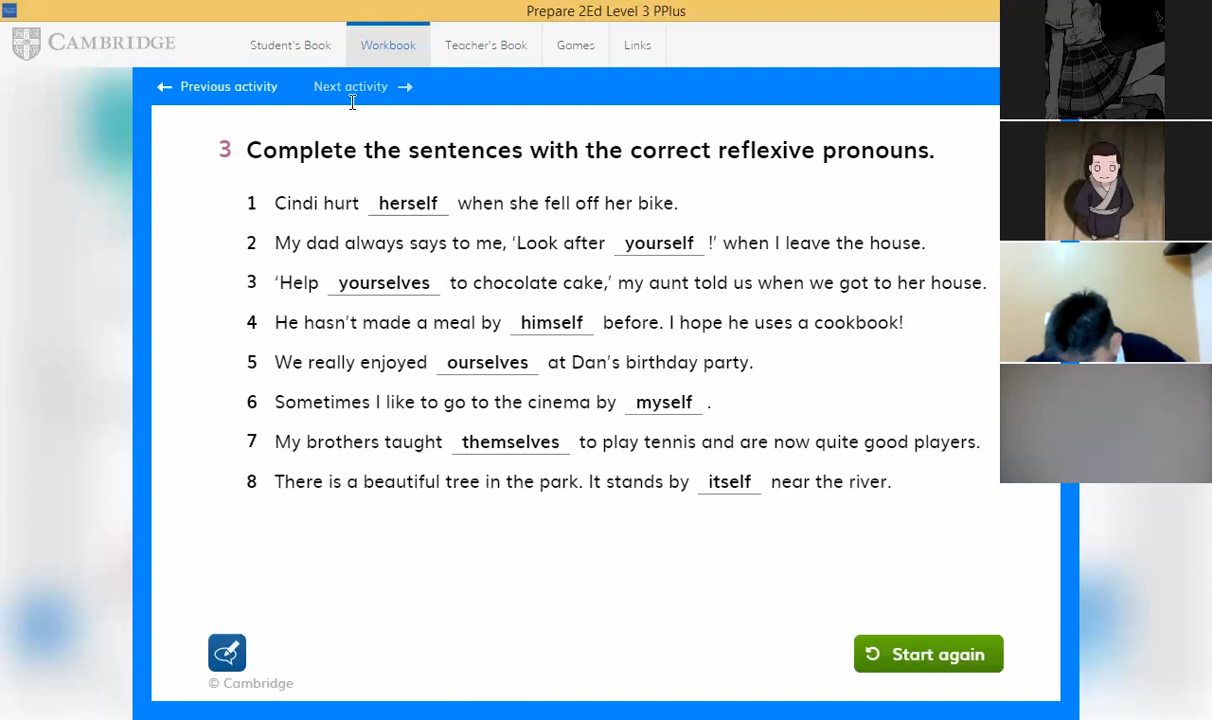 Prepare 2Ed Level 3 PPlus
CAMBRIDGE
Student's Book Workbook Teacher's Book Games Links
← Previous activity Next activity →
3 Complete the sentences with the correct reflexive pronouns.
1 Cindi hurt herself when she fell off her bike.
2 My dad always says to me, ‘Look after yourself !’ when I leave the house.
3 ‘Help yourselves to chocolate cake,’ my aunt told us when we got to her house.
4 He hasn’t made a meal by himself before. I hope he uses a cookbook!
5 We really enjoyed ourselves at Dan’s birthday party.
6 Sometimes I like to go to the cinema by myself .
7 My brothers taught themselves to play tennis and are now quite good players.
8 There is a beautiful tree in the park. It stands by itself near the river.
Start again
© Cambridge